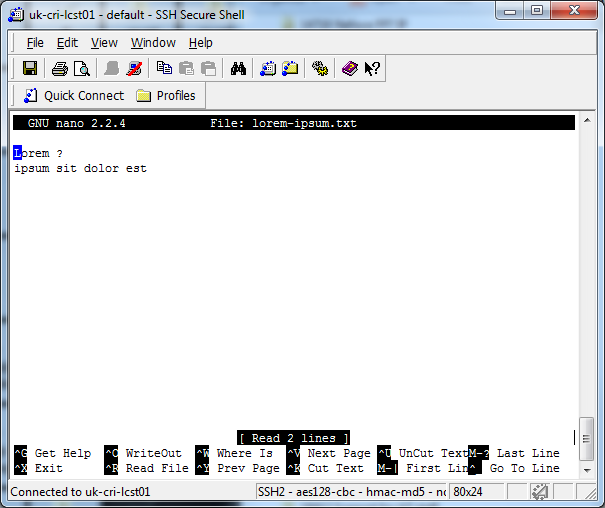 uk-cri-lcst01 - default - SSH Secure Shell
File Edit View Window Help
Quick Connect Profiles
GNU nano 2.2.4 File: lorem-ipsum.txt
Lorem ?
ipsum sit dolor est
[ Read 2 lines ]
^G Get Help ^O WriteOut ^W Where Is ^V Next Page ^U UnCut Text M-? Last Line
^X Exit ^R Read File ^Y Prev Page ^K Cut Text M-| First Lin^ Go To Line
Connected to uk-cri-lcst01 SSH2 - aes128-cbc - hmac-md5 - nc 80x24